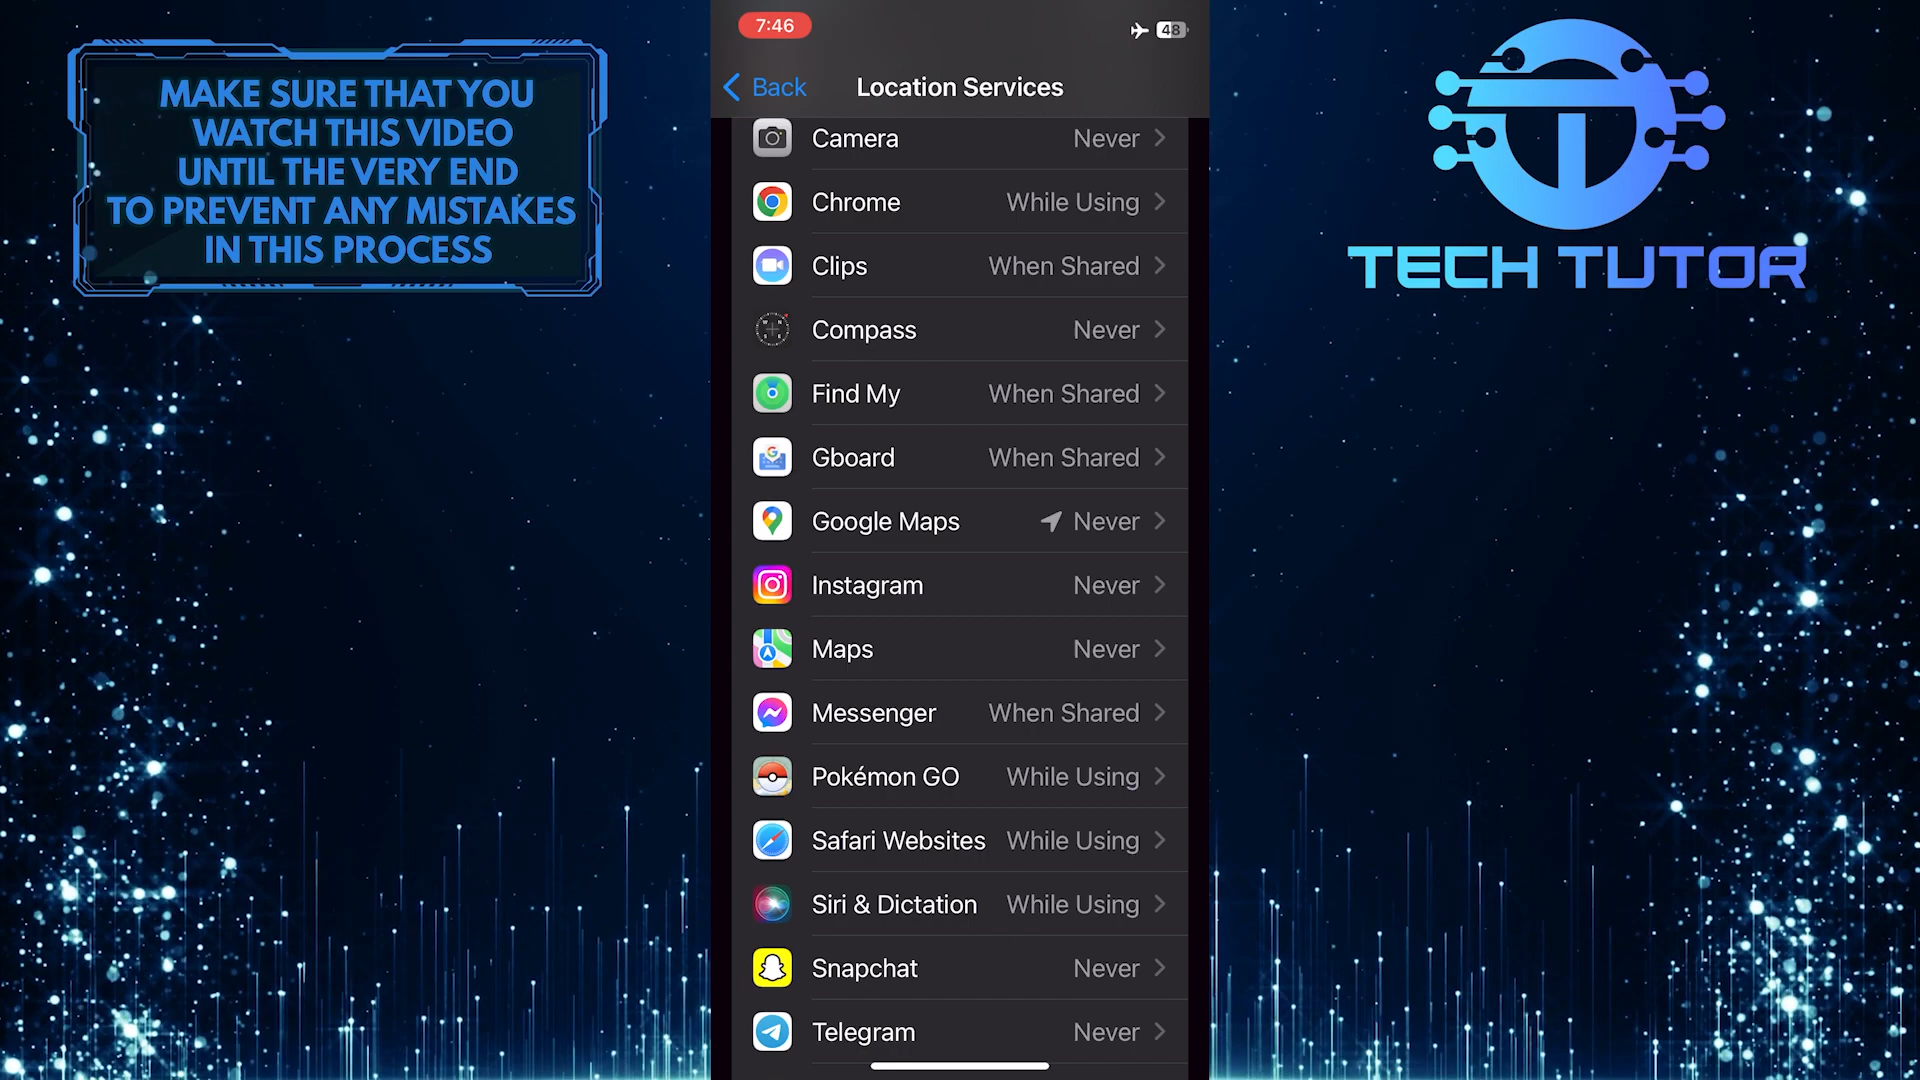 MAKE SURE THAT YOU
WATCH THIS VIDEO
UNTIL THE VERY END
TO PREVENT ANY MISTAKES
IN THIS PROCESS
7:46
48
Back
Location Services
Camera Never
Chrome While Using
Clips When Shared
Compass Never
Find My When Shared
Gboard When Shared
Google Maps Never
Instagram Never
Maps Never
Messenger When Shared
Pokémon GO While Using
Safari Websites While Using
Siri & Dictation While Using
Snapchat Never
Telegram Never
TECH TUTOR